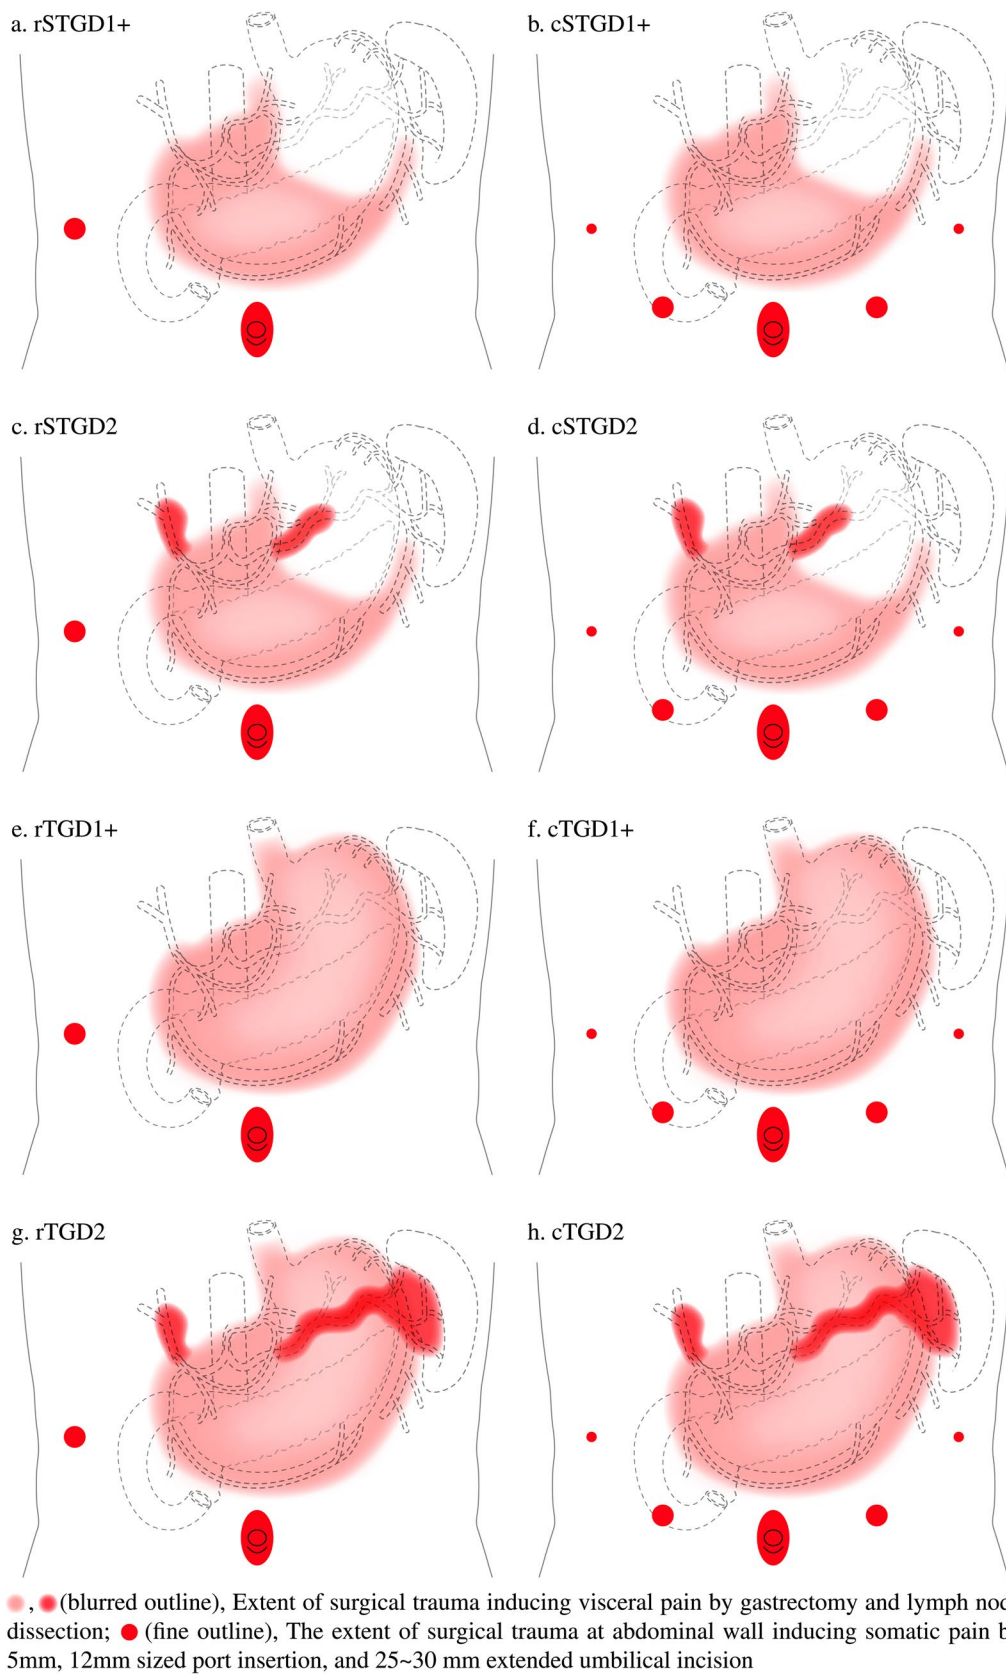 a. rSTGD1+
b. cSTGD1+
c. rSTGD2
d. cSTGD2
e. rTGD1+
f. cTGD1+
g. rTGD2
h. cTGD2
, (blurred outline), Extent of surgical trauma inducing visceral pain by gastrectomy and lymph
dissection; (fine outline), The extent of surgical trauma at abdominal wall inducing somatic pain
5mm, 12mm sized port insertion, and 25~30 mm extended umbilical incision